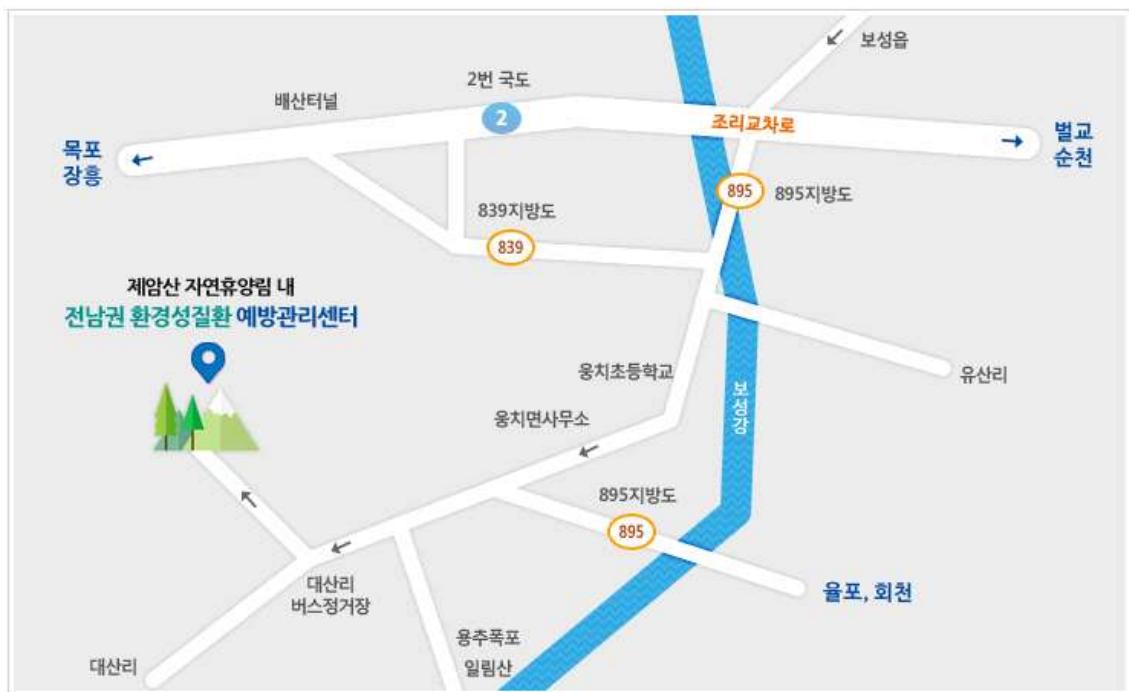 보성읍
2번 국도
배산터널
2
조리교차로
목포
장흥
벌교
순천
895
895지방도
839지방도
839
제암산 자연휴양림 내
전남권 환경성질환 예방관리센터
웅치초등학교
유산리
보성강
웅치면사무소
895지방도
895
대산리
버스정거장
율포, 회천
용추폭포
일림산
대산리